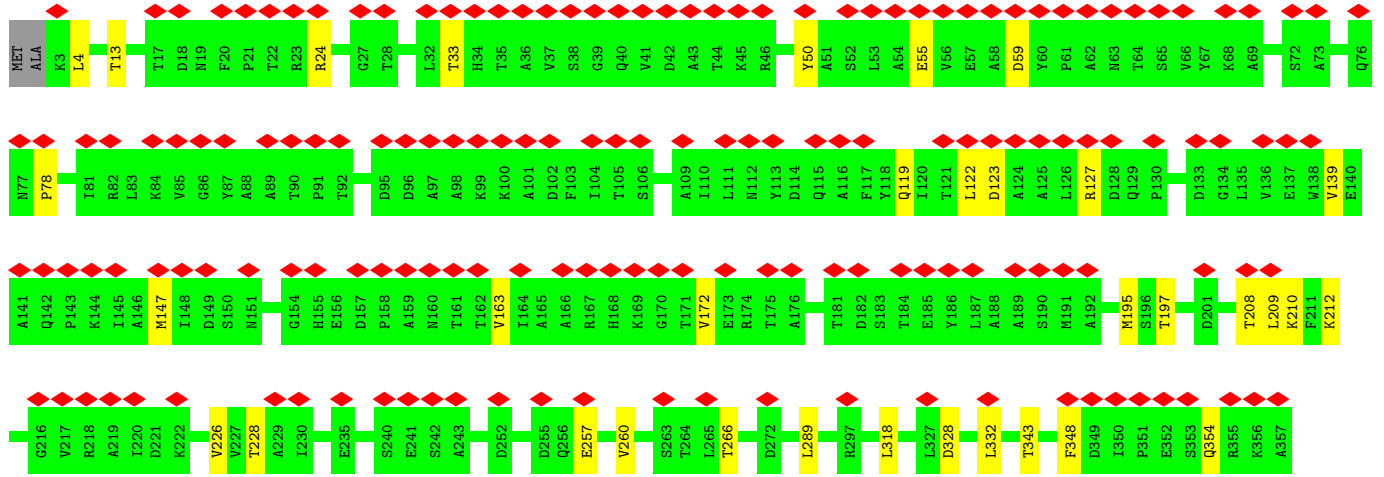 MET ALA K3 L4 T13 T17 D18 N19 F20 P21 T22 R23 R24 G27 T28 L32 T33 H34 T35 A36 V37 S38 G39 Q40 V41 D42 A43 T44 K45 R46 Y50 A51 S52 L53 A54 E55 V56 E57 A58 D59 Y60 P61 A62 N63 T64 S65 V66 Y67 K68 A69 S72 A73 Q76
N77 P78 I81 R82 L83 K84 V85 G86 Y87 A88 A89 T90 P91 T92 D95 D96 A97 A98 K99 K100 A101 D102 F103 I104 T105 S106 A109 I110 L111 N112 Y113 D114 Q115 A116 F117 Y118 Q119 I120 T121 L122 D123 A124 A125 L126 R127 D128 Q129 P130 D133 G134 L135 V136 E137 W138 V139 E140
A141 Q142 P143 K144 I145 A146 M147 I148 D149 S150 N151 G154 H155 E156 D157 P158 A159 N160 T161 T162 V163 I164 A165 A166 R167 H168 K169 G170 T171 V172 E173 R174 T175 A176 T181 D182 S183 T184 E185 Y186 L187 A188 A189 S190 M191 A192 M195 S196 T197 D201 T208 L209 K210 F211 K212
G216 V217 R218 A219 I220 D221 K222 V226 V227 T228 A229 I230 E235 S240 E241 S242 A243 D252 D255 Q256 E257 V260 S263 T264 L265 T266 D272 L289 R297 L318 L327 D328 L332 T343 F348 D349 I350 P351 E352 S353 Q354 R355 K356 A357